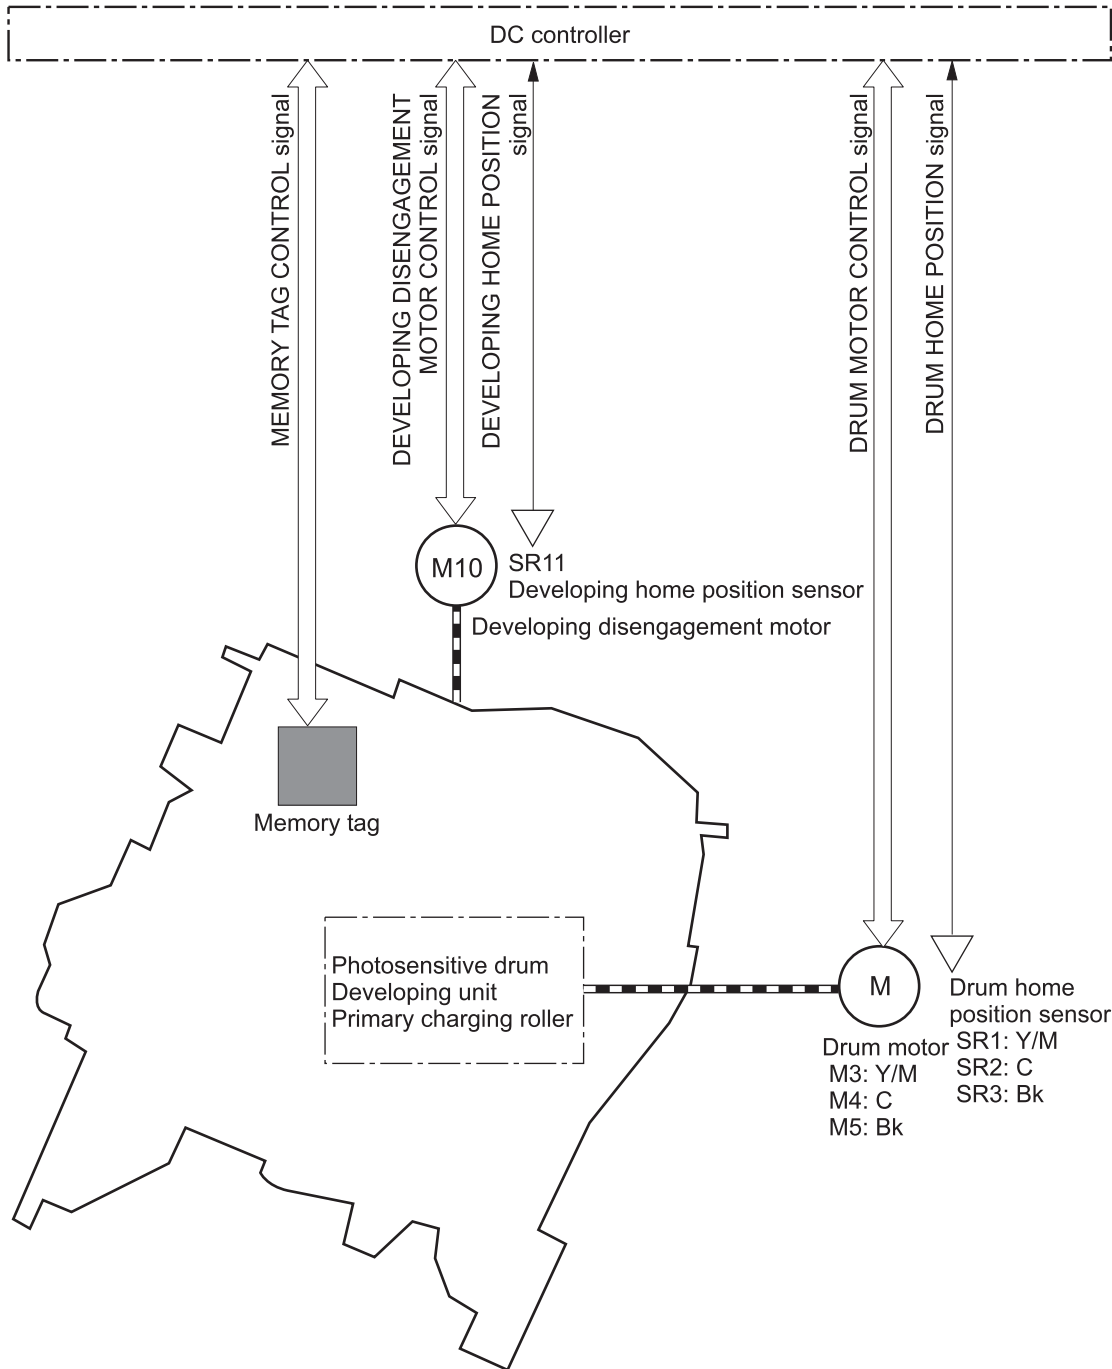 DC controller
MEMORY TAG CONTROL signal
DEVELOPING DISENGAGEMENT
MOTOR CONTROL signal
DEVELOPING HOME POSITION
signal
DRUM MOTOR CONTROL signal
DRUM HOME POSITION signal
M10
SR11
Developing home position sensor
Developing disengagement motor
Memory tag
Photosensitive drum
Developing unit
Primary charging roller
M
Drum motor
M3: Y/M
M4: C
M5: Bk
Drum home
position sensor
SR1: Y/M
SR2: C
SR3: Bk